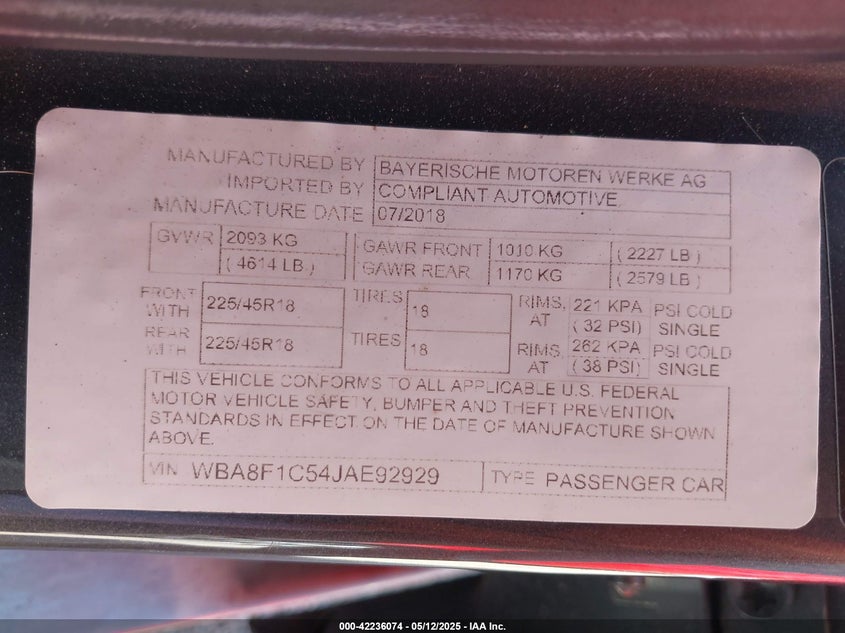 MANUFACTURED BY BAYERISCHE MOTOREN WERKE AG
IMPORTED BY COMPLIANT AUTOMOTIVE
MANUFACTURE DATE 07/2018
GVWR 2093 KG GAWR FRONT 1010 KG ( 2227 LB )
( 4614 LB ) GAWR REAR 1170 KG ( 2579 LB )
FRONT WITH 225/45R18 TIRES 18 RIMS, AT 221 KPA ( 32 PSI) PSI COLD SINGLE
REAR WITH 225/45R18 TIRES 18 RIMS, AT 262 KPA ( 38 PSI) PSI COLD SINGLE
THIS VEHICLE CONFORMS TO ALL APPLICABLE U.S. FEDERAL
MOTOR VEHICLE SAFETY, BUMPER AND THEFT PREVENTION
STANDARDS IN EFFECT ON THE DATE OF MANUFACTURE SHOWN
ABOVE.
VIN WBA8F1C54JAE92929 TYPE PASSENGER CAR
000-42236074 — 05/12/2025 — IAA Inc.